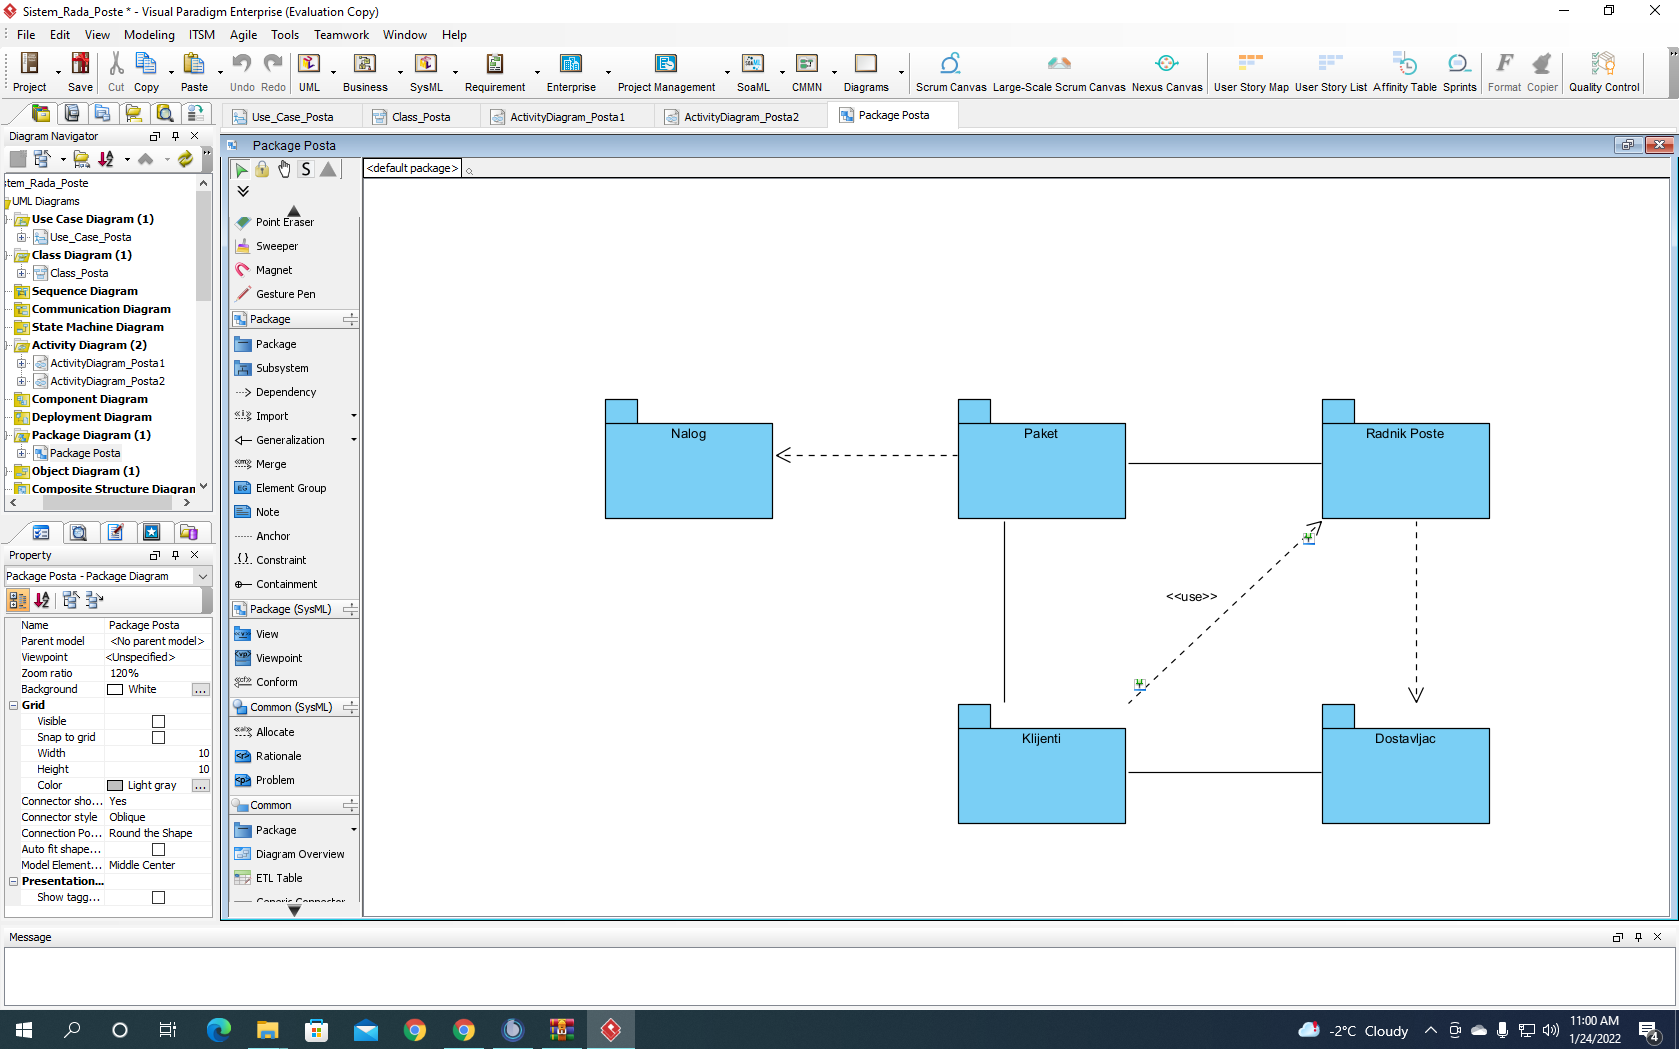 Sistem_Rada_Poste * - Visual Paradigm Enterprise (Evaluation Copy)
File Edit View Modeling ITSM Agile Tools Teamwork Window Help
Project Save Cut Copy Paste Undo Redo UML Business SysML Requirement Enterprise Project Management SoaML CMMN Diagrams Scrum Canvas Large-Scale Scrum Canvas Nexus Canvas User Story Map User Story List Affinity Table Sprints Format Copier Quality Control
Use_Case_Posta Class_Posta ActivityDiagram_Posta1 ActivityDiagram_Posta2 Package Posta
Diagram Navigator
stem_Rada_Poste
UML Diagrams
Use Case Diagram (1)
Use_Case_Posta
Class Diagram (1)
Class_Posta
Sequence Diagram
Communication Diagram
State Machine Diagram
Activity Diagram (2)
ActivityDiagram_Posta1
ActivityDiagram_Posta2
Component Diagram
Deployment Diagram
Package Diagram (1)
Package Posta
Object Diagram (1)
Composite Structure Diagran
Property
Package Posta - Package Diagram
Name Package Posta
Parent model <No parent model>
Viewpoint <Unspecified>
Zoom ratio 120%
Background White ...
Grid
Visible
Snap to grid
Width 10
Height 10
Color Light gray ...
Connector sho... Yes
Connector style Oblique
Connection Po... Round the Shape
Auto fit shape...
Model Element... Middle Center
Presentation...
Show tagg...
Package Posta
S
<default package>
Point Eraser
Sweeper
Magnet
Gesture Pen
Package
Package
Subsystem
Dependency
Import
Generalization
Merge
Element Group
Note
Anchor
Constraint
Containment
Package (SysML)
View
Viewpoint
Conform
Common (SysML)
Allocate
Rationale
Problem
Common
Package
Diagram Overview
ETL Table
Generic Connector
Nalog
Paket
Radnik Poste
<<use>>
Klijenti
Dostavljac
Message
-2°C Cloudy
11:00 AM
1/24/2022
4